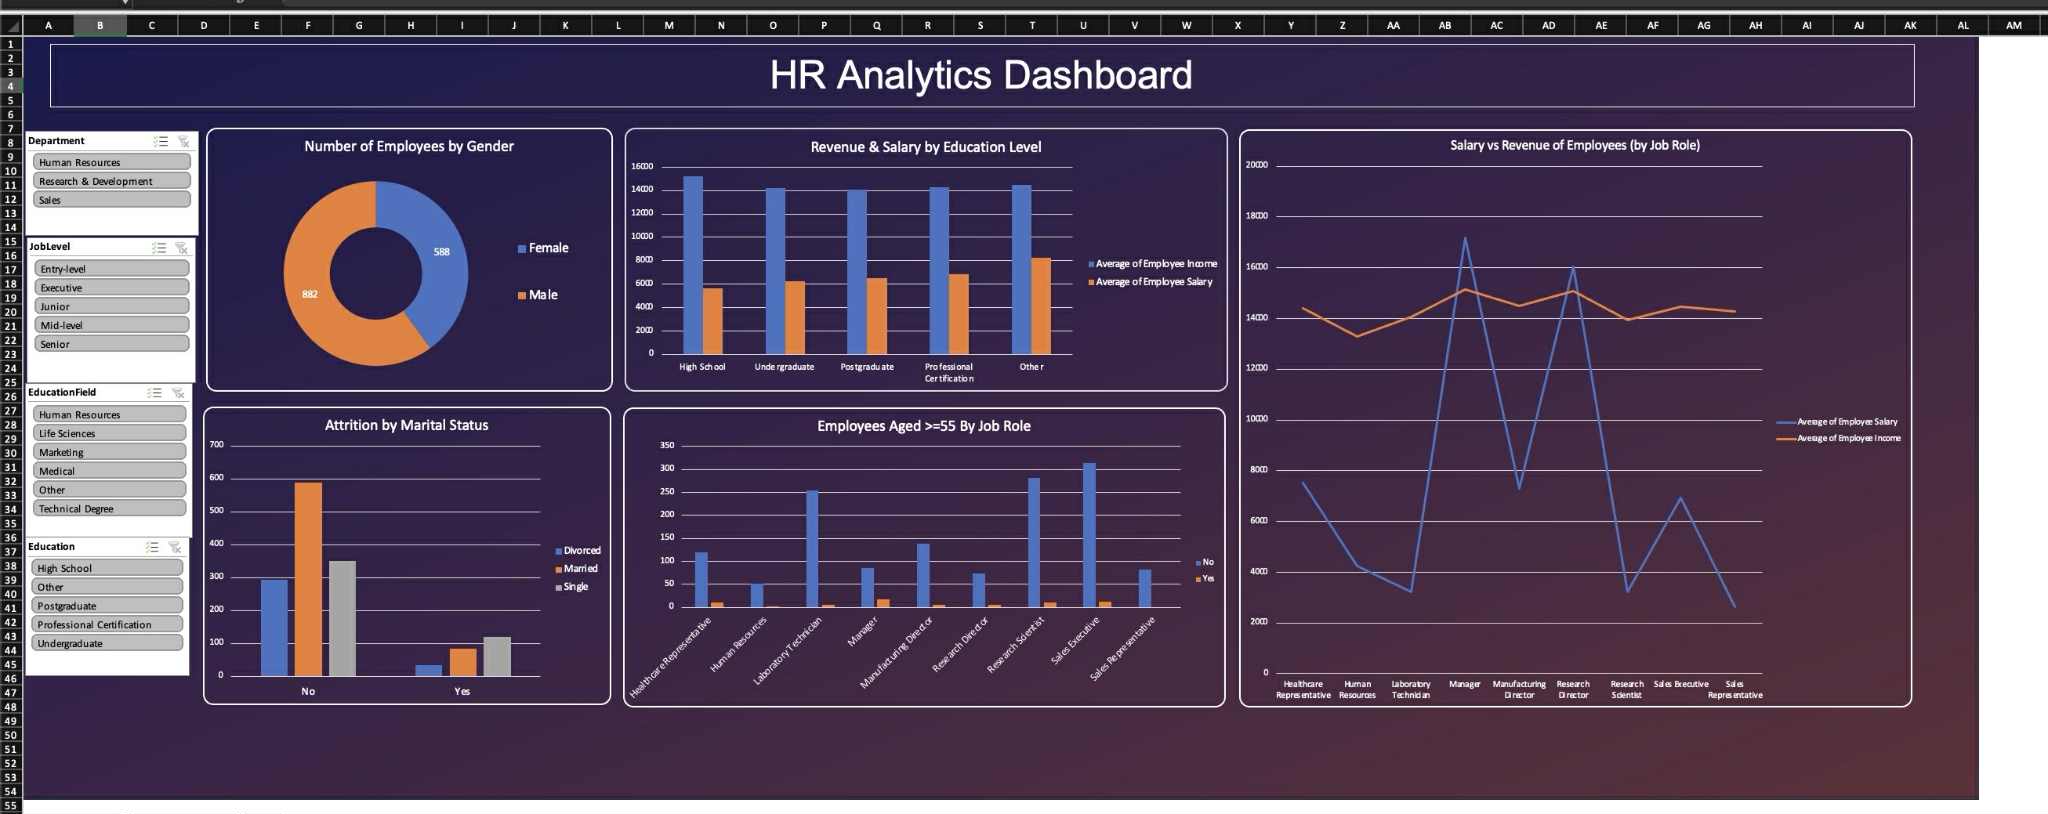 A B C D E F G H I J K L M N O P Q R S T U V W X Y Z AA AB AC AD AE AF AG AH AI AJ AK AL AM
1
2
3
4
5
6
7
8
9
10
11
12
13
14
15
16
17
18
19
20
21
22
23
24
25
26
27
28
29
30
31
32
33
34
35
36
37
38
39
40
41
42
43
44
45
46
47
48
49
50
51
52
53
54
55
HR Analytics Dashboard
Department
Human Resources
Research & Development
Sales
JobLevel
Entry-level
Executive
Junior
Mid-level
Senior
EducationField
Human Resources
Life Sciences
Marketing
Medical
Other
Technical Degree
Education
High School
Other
Postgraduate
Professional Certification
Undergraduate
Number of Employees by Gender
588
882
Female
Male
Revenue & Salary by Education Level
16000
14000
12000
10000
8000
6000
4000
2000
0
High School Undergraduate Postgraduate Professional Other
Certification
Average of Employee Income
Average of Employee Salary
Salary vs Revenue of Employees (by Job Role)
20000
18000
16000
14000
12000
10000
8000
6000
4000
2000
0
Healthcare Human Laboratory Manager Manufacturing Research Research Sales Executive Sales
Representative Resources Technician Director Director Scientist Representative
Average of Employee Salary
Average of Employee Income
Attrition by Marital Status
700
600
500
400
300
200
100
0
No Yes
Divorced
Married
Single
Employees Aged >=55 By Job Role
350
300
250
200
150
100
50
0
Healthcare Representative
Human Resources
Laboratory Technician
Manager
Manufacturing Director
Research Director
Research Scientist
Sales Executive
Sales Representative
No
Yes